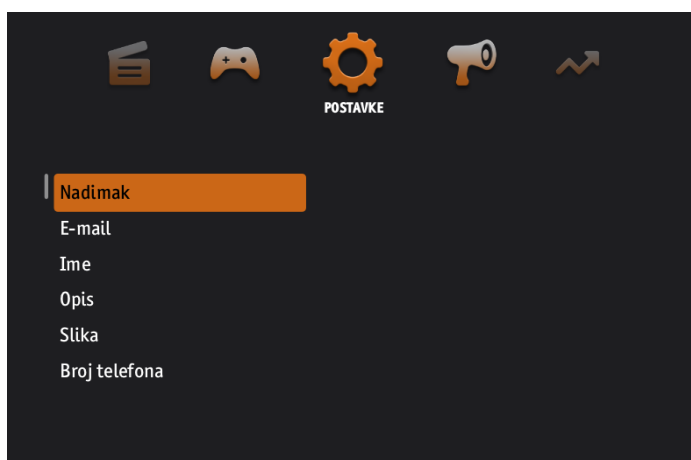 POSTAVKE
Nadimak
E-mail
Ime
Opis
Slika
Broj telefona